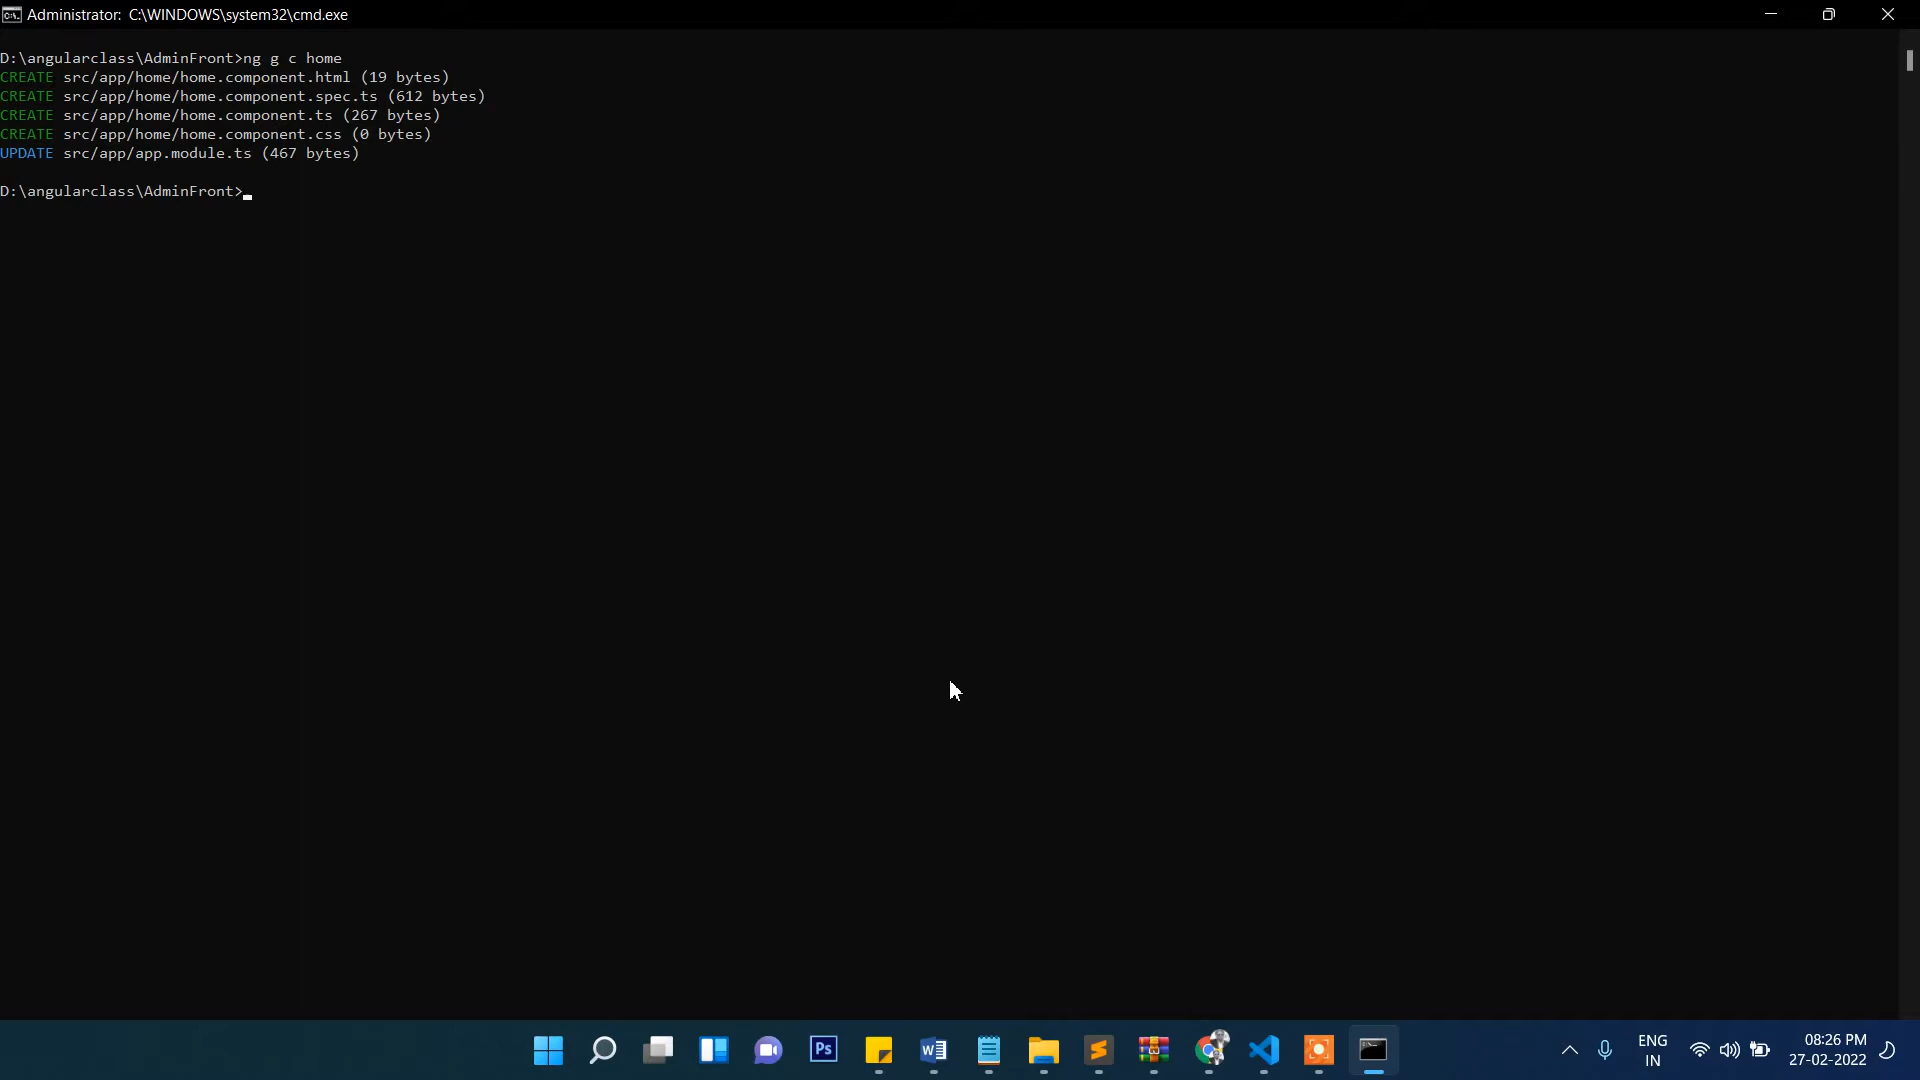 Administrator: C:\WINDOWS\system32\cmd.exe
D:\angularclass\AdminFront>ng g c home
CREATE src/app/home/home.component.html (19 bytes)
CREATE src/app/home/home.component.spec.ts (612 bytes)
CREATE src/app/home/home.component.ts (267 bytes)
CREATE src/app/home/home.component.css (0 bytes)
UPDATE src/app/app.module.ts (467 bytes)
D:\angularclass\AdminFront>
Ps
W
ENG
IN
08:26 PM
27-02-2022